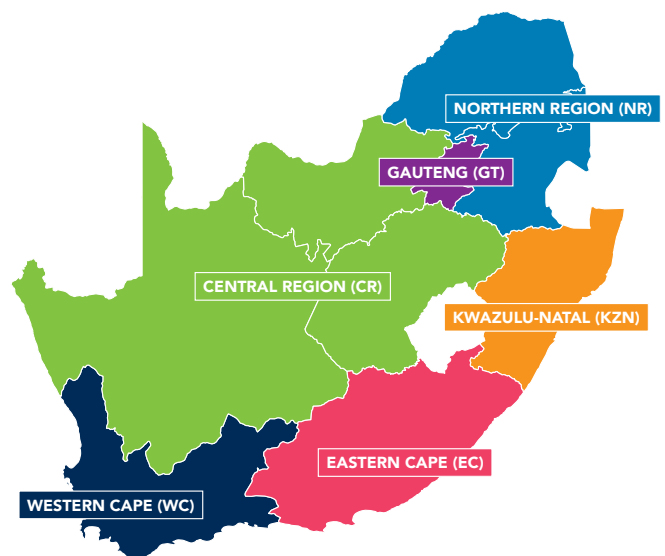 NORTHERN REGION (NR)
GAUTENG (GT)
CENTRAL REGION (CR)
KWAZULU-NATAL (KZN)
EASTERN CAPE (EC)
WESTERN CAPE (WC)